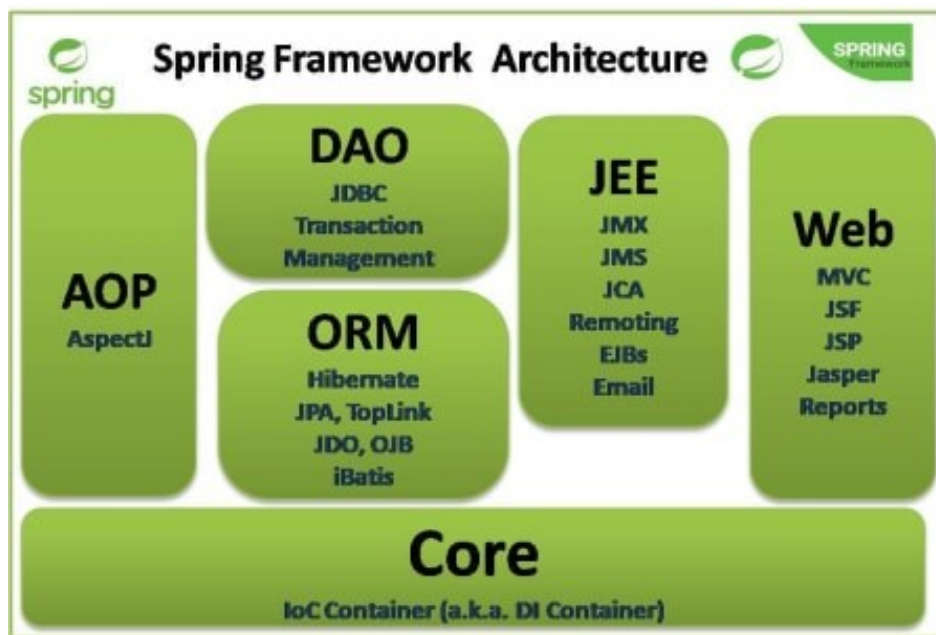 Spring Framework Architecture
spring
SPRING
Framework
AOP
AspectJ
DAO
JDBC
Transaction
Management
ORM
Hibernate
JPA, TopLink
JDO, OJB
iBatis
JEE
JMX
JMS
JCA
Remoting
EJBs
Email
Web
MVC
JSF
JSP
Jasper
Reports
Core
IoC Container (a.k.a. DI Container)